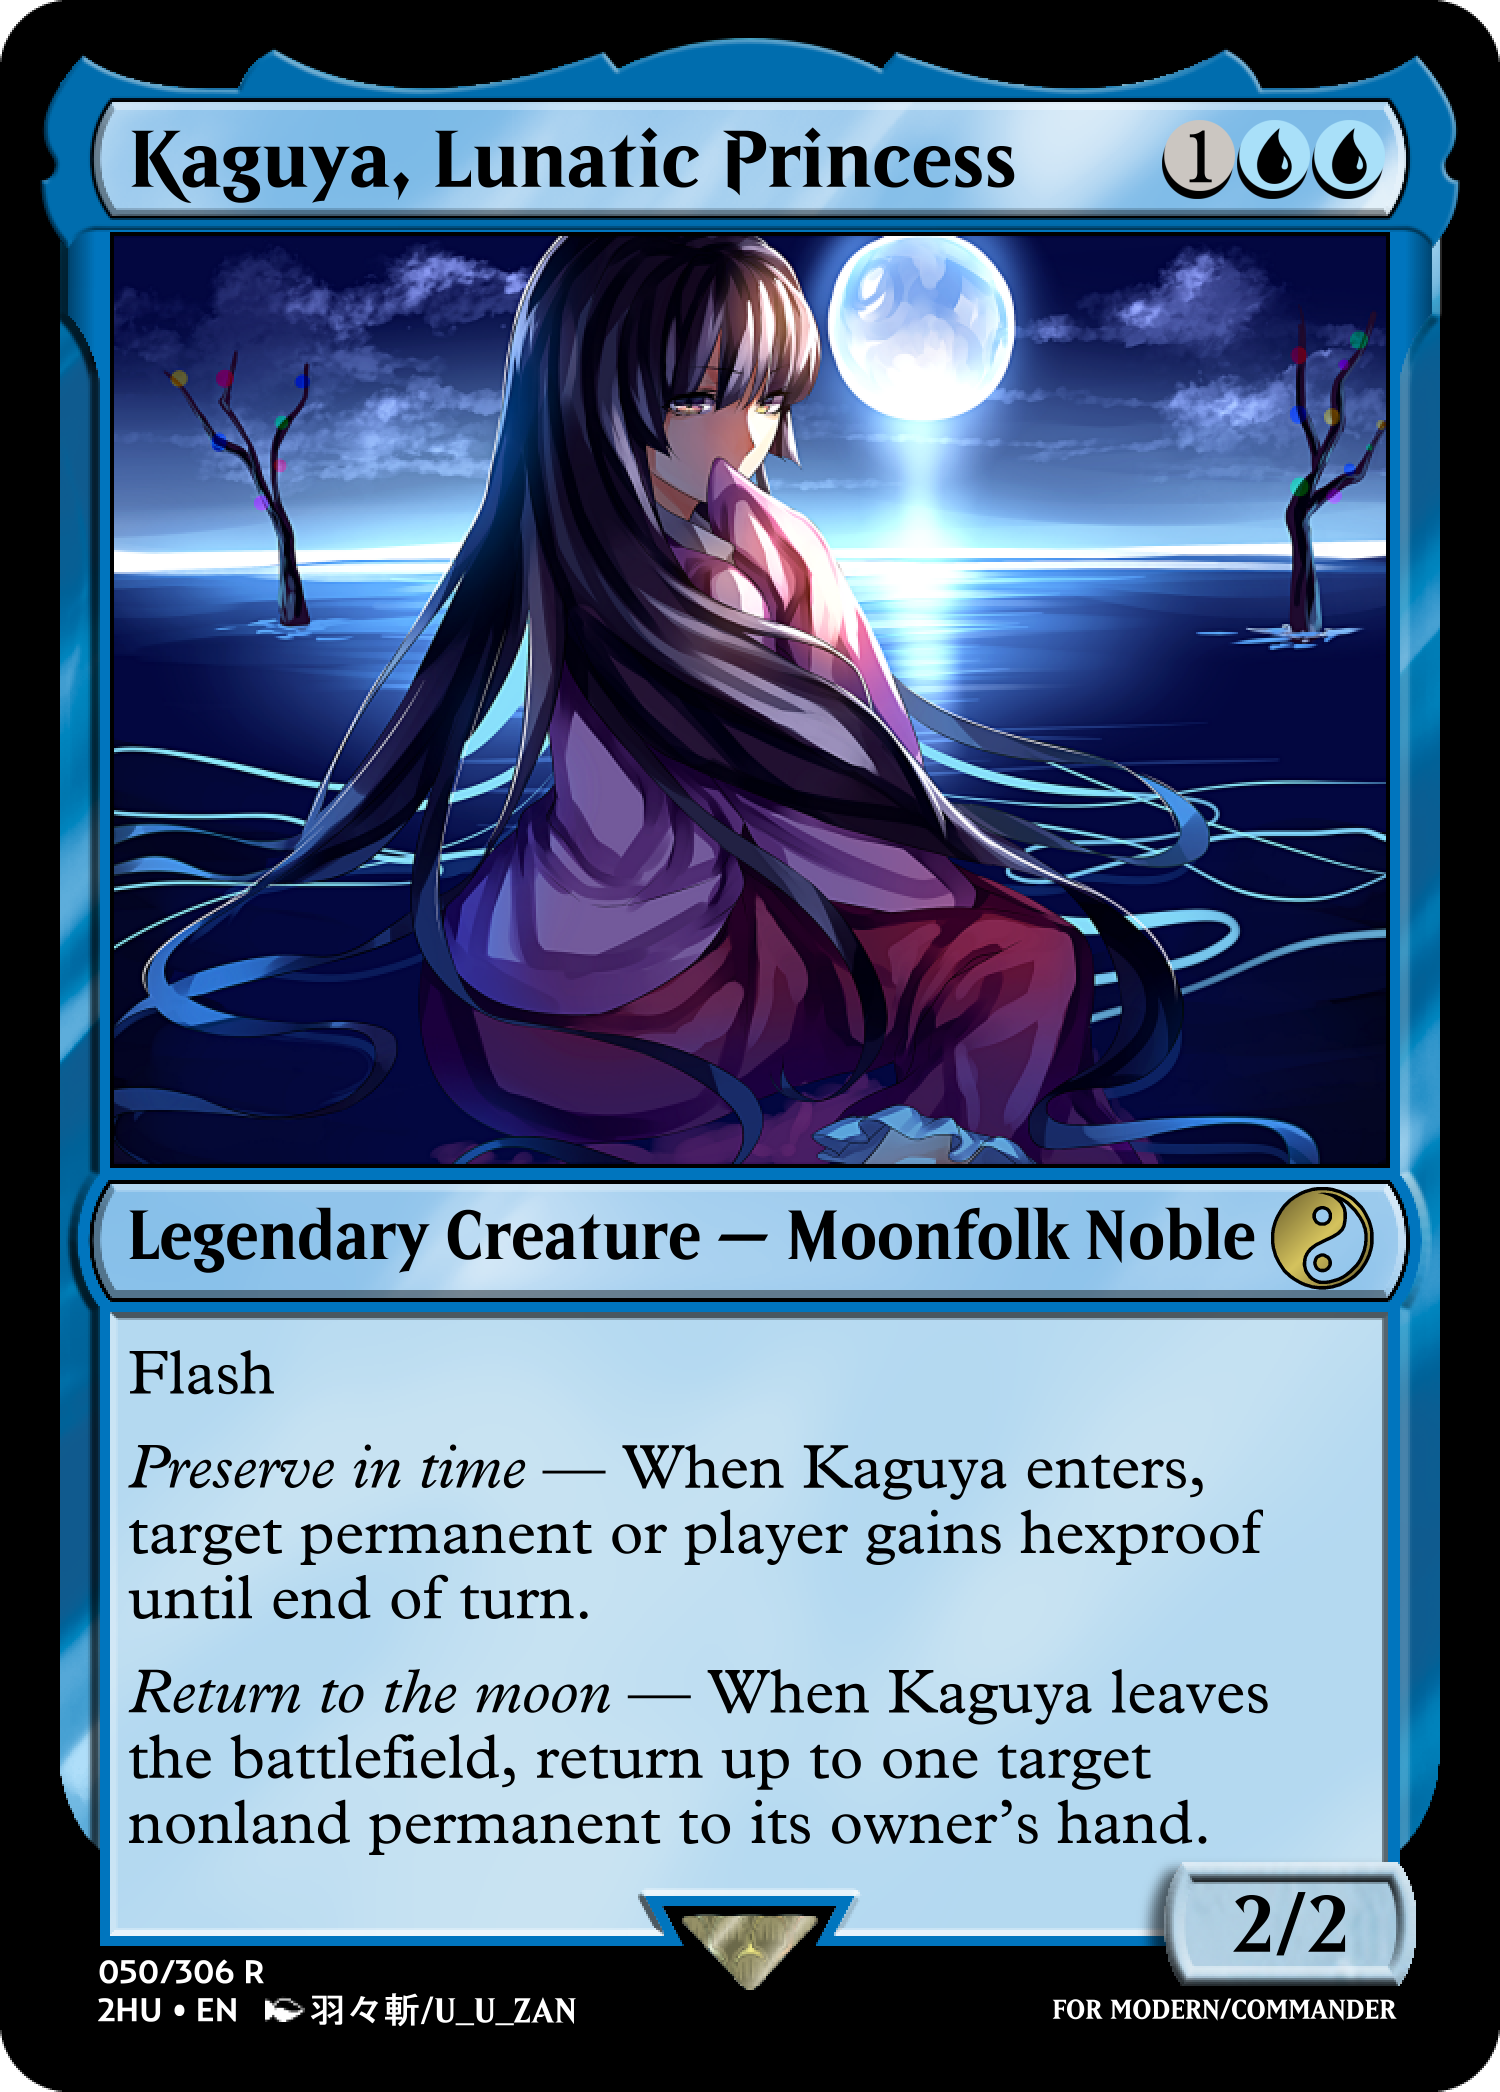 Kaguya, Lunatic Princess 1
Legendary Creature — Moonfolk Noble
Flash
Preserve in time — When Kaguya enters,
target permanent or player gains hexproof
until end of turn.
Return to the moon — When Kaguya leaves
the battlefield, return up to one target
nonland permanent to its owner’s hand.
2/2
050/306 R
2HU • EN 羽々斬/U_U_ZAN
FOR MODERN/COMMANDER